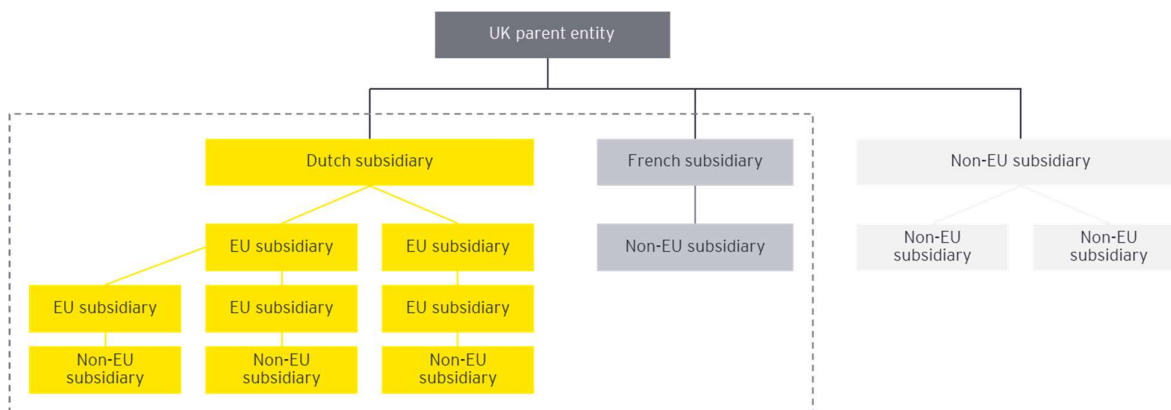 UK parent entity
Dutch subsidiary
French subsidiary
Non-EU subsidiary
EU subsidiary
EU subsidiary
Non-EU subsidiary
Non-EU
subsidiary
Non-EU
subsidiary
EU subsidiary
EU subsidiary
EU subsidiary
Non-EU
subsidiary
Non-EU
subsidiary
Non-EU
subsidiary